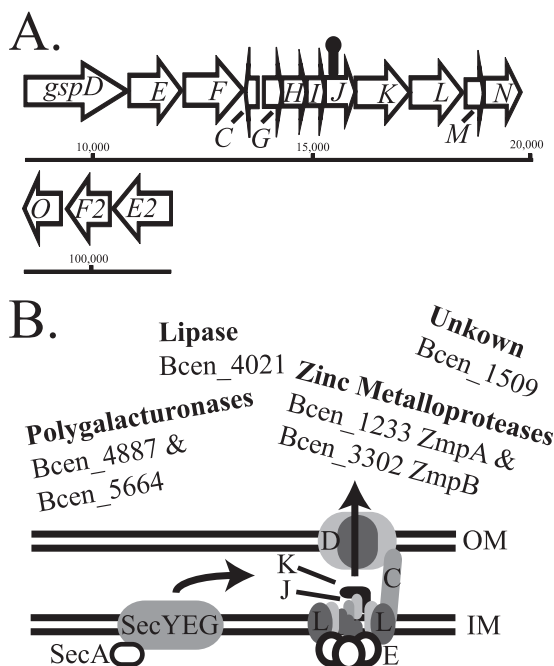 A.
gspD E F H I J K L N
C G M
10,000 15,000 20,000
O F2 E2
100,000
B.
Lipase
Bcen_4021
Unkown
Bcen_1509
Polygalacturonases
Bcen_4887 &
Bcen_5664
Zinc Metalloproteases
Bcen_1233 ZmpA &
Bcen_3302 ZmpB
D OM
K
C
J
SecYEG L L IM
SecA E